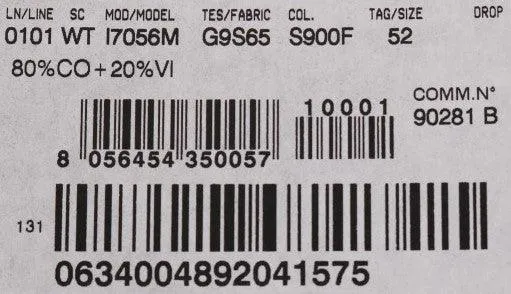 LN/LINE SC MOD/MODEL TES/FABRIC COL. TAG/SIZE DROP
0101 WT I7056M G9S65 S900F 52
80%CO+20%VI
10001
COMM.N°
90281 B
8 056454 350057
131
0634004892041575